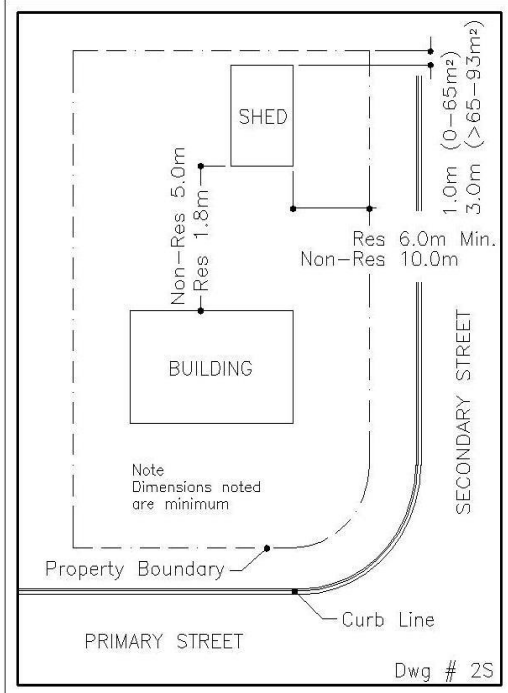 SHED
1.0m (0-65m²)
3.0m (>65-93m²)
Non-Res 5.0m
Res 1.8m
Res 6.0m Min.
Non-Res 10.0m
BUILDING
SECONDARY STREET
Note
Dimensions noted
are minimum
Property Boundary
Curb Line
PRIMARY STREET
Dwg # 2S